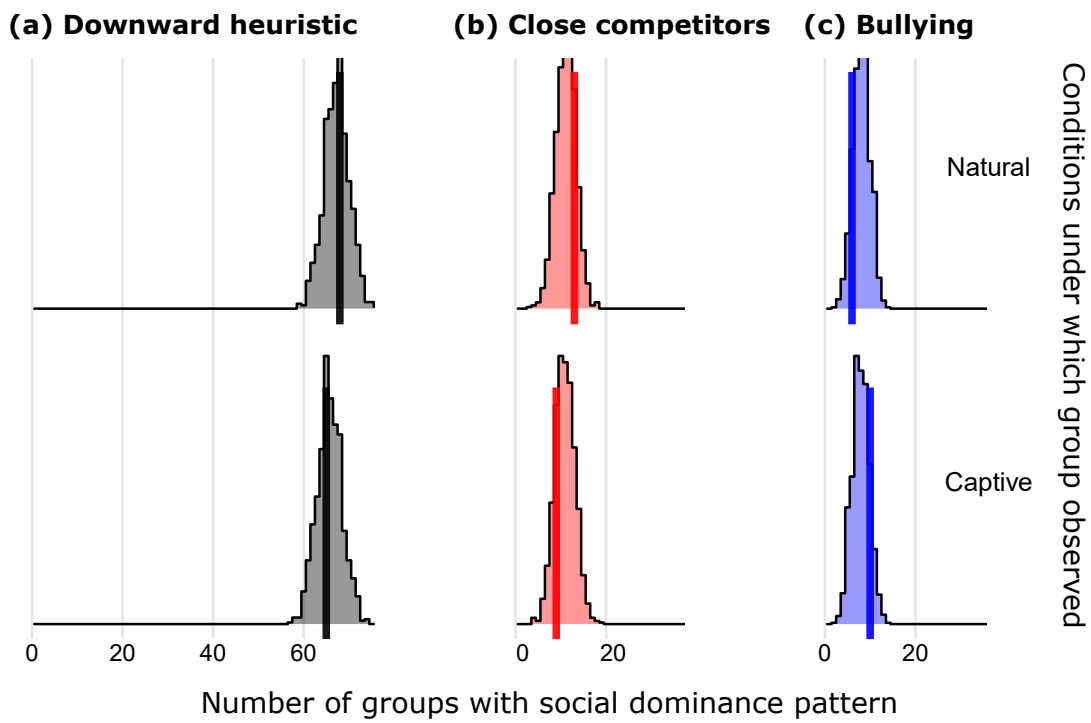 (a) Downward heuristic
(b) Close competitors
(c) Bullying
Natural
Captive
Conditions under which group observed
0 20 40 60
0 20
0 20
Number of groups with social dominance pattern